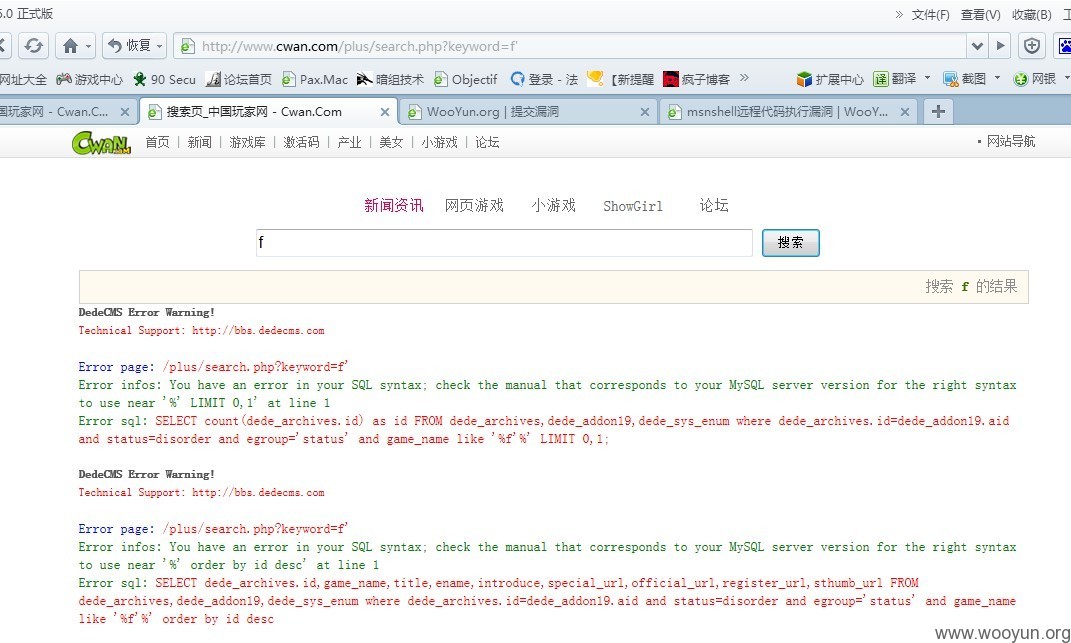 5.0 正式版
» 文件(F) 查看(V) 收藏(B) 工
恢复
http://www.cwan.com/plus/search.php?keyword=f'
网址大全 游戏中心 90 Secu 论坛首页 Pax.Mac 暗组技术 Objectif 登录 - 法 【新提醒 疯子博客 » 扩展中心 翻译 截图 网银
国玩家网 - Cwan.C... 搜索页_中国玩家网 - Cwan.Com WooYun.org | 提交漏洞 msnshell远程代码执行漏洞 | WooY...
CWAN.COM 首页 | 新闻 | 游戏库 | 激活码 | 产业 | 美女 | 小游戏 | 论坛 ▪ 网站导航
新闻资讯 网页游戏 小游戏 ShowGirl 论坛
f 搜索
搜索 f 的结果
DedeCMS Error Warning!
Technical Support: http://bbs.dedecms.com
Error page: /plus/search.php?keyword=f'
Error infos: You have an error in your SQL syntax; check the manual that corresponds to your MySQL server version for the right syntax
to use near '%' LIMIT 0,1' at line 1
Error sql: SELECT count(dede_archives.id) as id FROM dede_archives,dede_addon19,dede_sys_enum where dede_archives.id=dede_addon19.aid
and status=disorder and egroup='status' and game_name like '%f'%' LIMIT 0,1;
DedeCMS Error Warning!
Technical Support: http://bbs.dedecms.com
Error page: /plus/search.php?keyword=f'
Error infos: You have an error in your SQL syntax; check the manual that corresponds to your MySQL server version for the right syntax
to use near '%' order by id desc' at line 1
Error sql: SELECT dede_archives.id,game_name,title,ename,introduce,special_url,official_url,register_url,sthumb_url FROM
dede_archives,dede_addon19,dede_sys_enum where dede_archives.id=dede_addon19.aid and status=disorder and egroup='status' and game_name
like '%f'%' order by id desc
www.wooyun.org